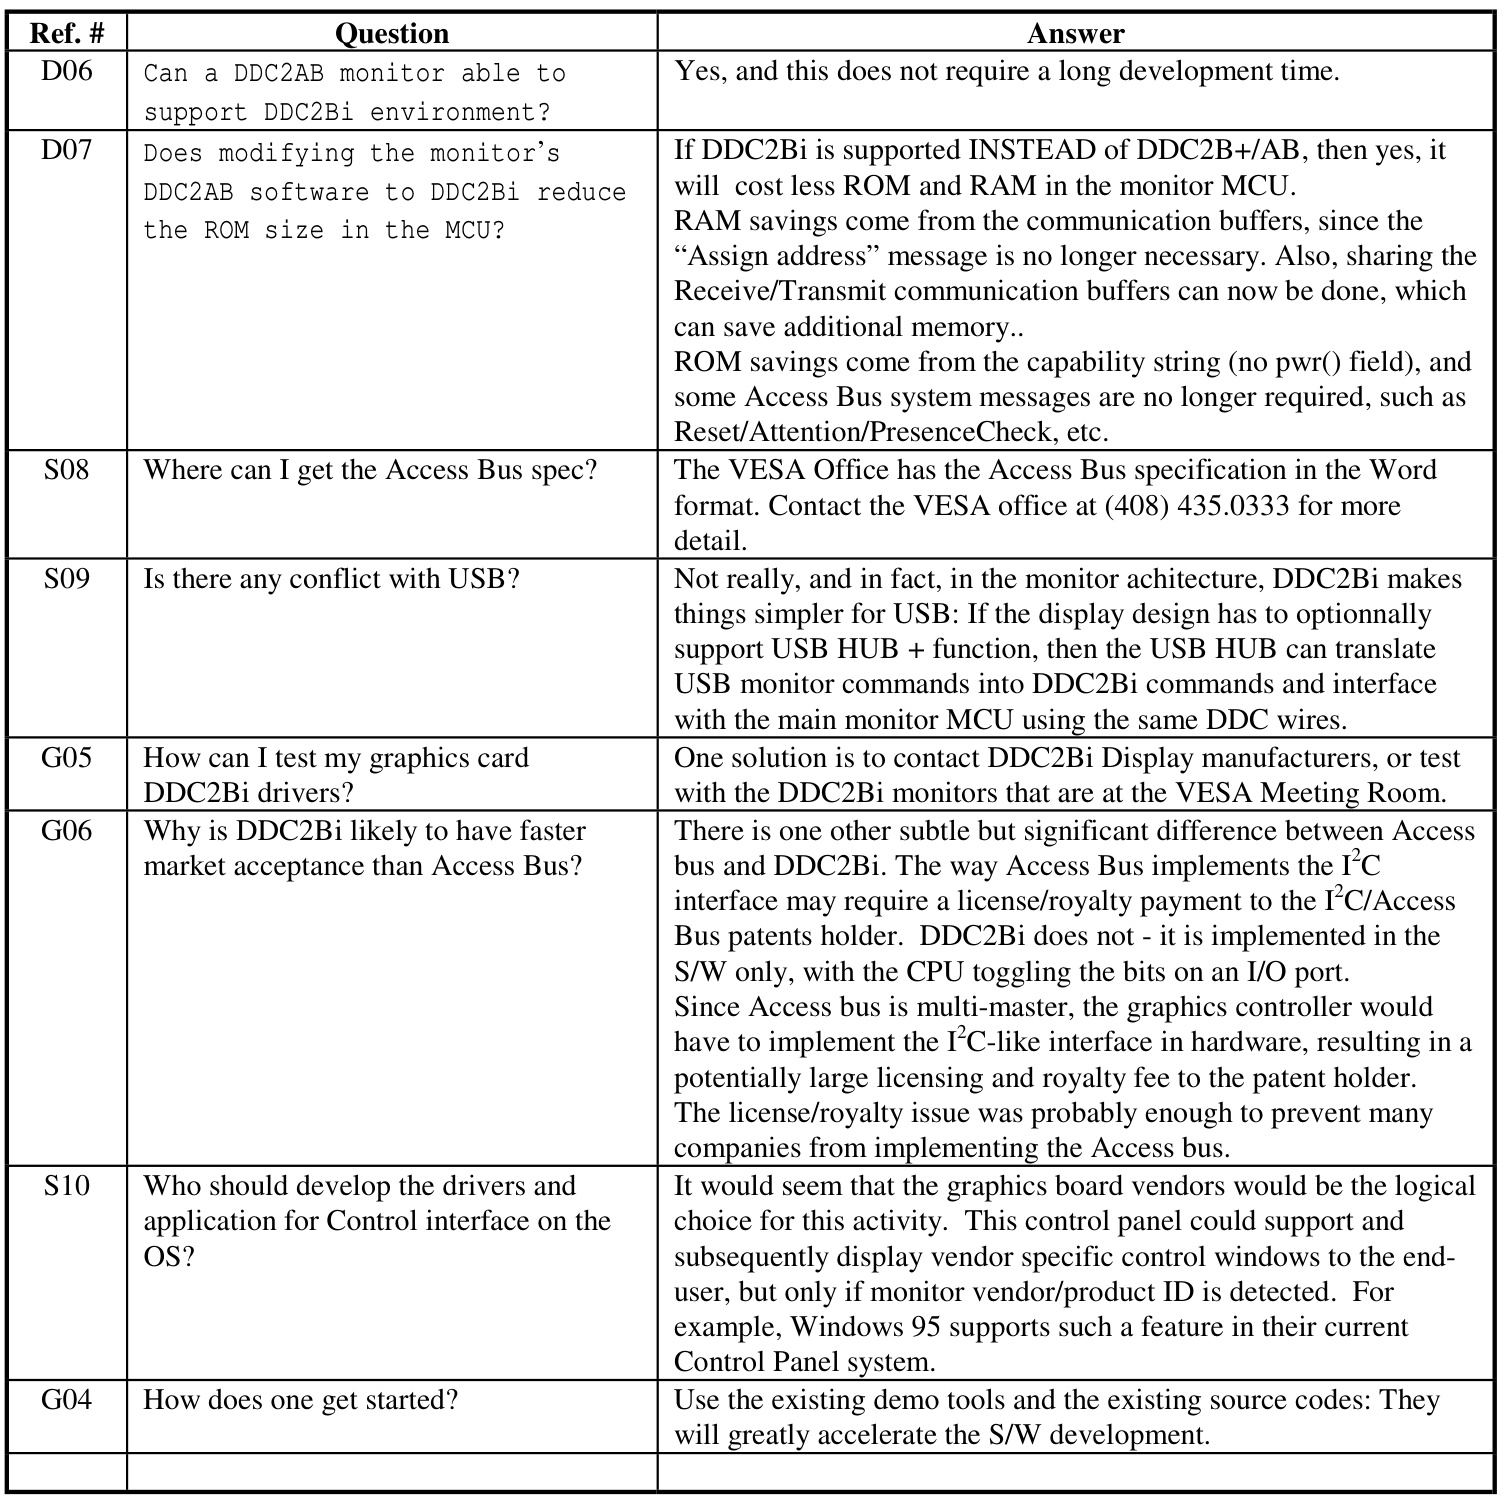 Ref. # Question Answer
D06 Can a DDC2AB monitor able to Yes, and this does not require a long development time.
support DDC2Bi environment?
D07 Does modifying the monitor’s If DDC2Bi is supported INSTEAD of DDC2B+/AB, then yes, it
DDC2AB software to DDC2Bi reduce will cost less ROM and RAM in the monitor MCU.
the ROM size in the MCU? RAM savings come from the communication buffers, since the
“Assign address” message is no longer necessary. Also, sharing the
Receive/Transmit communication buffers can now be done, which
can save additional memory..
ROM savings come from the capability string (no pwr() field), and
some Access Bus system messages are no longer required, such as
Reset/Attention/PresenceCheck, etc.
S08 Where can I get the Access Bus spec? The VESA Office has the Access Bus specification in the Word
format. Contact the VESA office at (408) 435.0333 for more
detail.
S09 Is there any conflict with USB? Not really, and in fact, in the monitor achitecture, DDC2Bi makes
things simpler for USB: If the display design has to optionnally
support USB HUB + function, then the USB HUB can translate
USB monitor commands into DDC2Bi commands and interface
with the main monitor MCU using the same DDC wires.
G05 How can I test my graphics card One solution is to contact DDC2Bi Display manufacturers, or test
DDC2Bi drivers? with the DDC2Bi monitors that are at the VESA Meeting Room.
G06 Why is DDC2Bi likely to have faster There is one other subtle but significant difference between Access
market acceptance than Access Bus? bus and DDC2Bi. The way Access Bus implements the I²C
interface may require a license/royalty payment to the I²C/Access
Bus patents holder. DDC2Bi does not - it is implemented in the
S/W only, with the CPU toggling the bits on an I/O port.
Since Access bus is multi-master, the graphics controller would
have to implement the I²C-like interface in hardware, resulting in a
potentially large licensing and royalty fee to the patent holder.
The license/royalty issue was probably enough to prevent many
companies from implementing the Access bus.
S10 Who should develop the drivers and It would seem that the graphics board vendors would be the logical
application for Control interface on the choice for this activity. This control panel could support and
OS? subsequently display vendor specific control windows to the end-
user, but only if monitor vendor/product ID is detected. For
example, Windows 95 supports such a feature in their current
Control Panel system.
G04 How does one get started? Use the existing demo tools and the existing source codes: They
will greatly accelerate the S/W development.